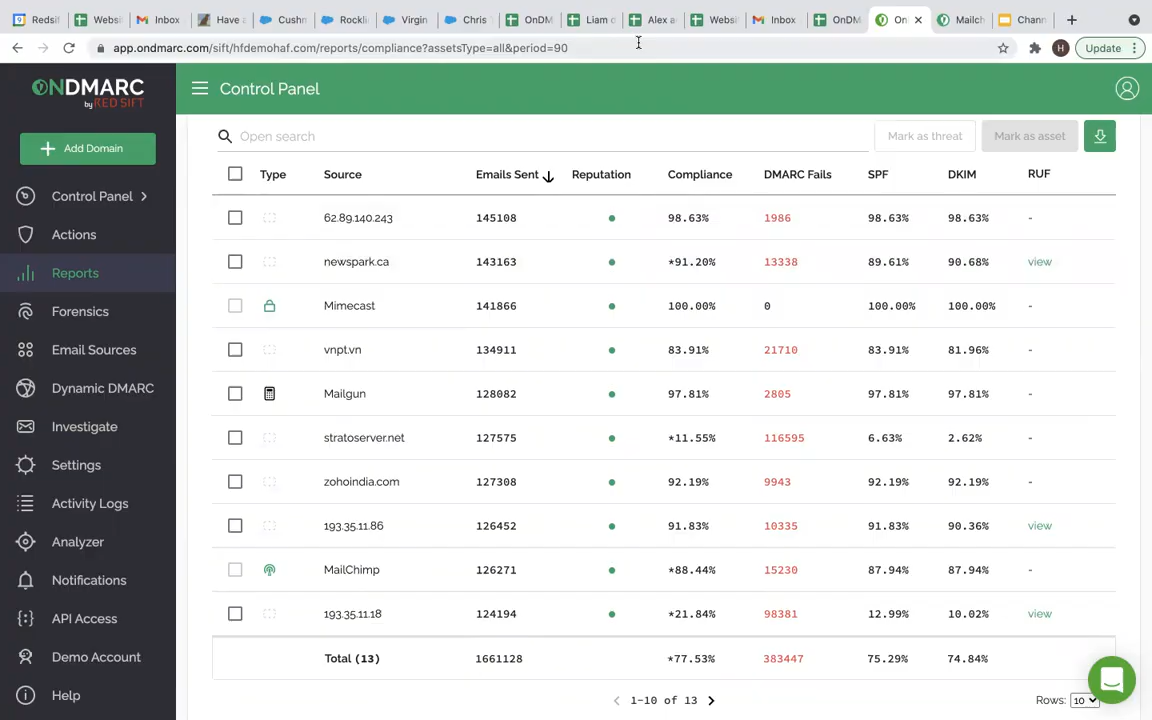 Redsif
Websi
Inbox
Have a
Cushn
Rockli
Virgin
Chris
OnDM
Liam c
Alex a
Websi
Inbox
OnDM
On
Mailch
Chann
app.ondmarc.com/sift/hfdemohaf.com/reports/compliance?assetsType=all&period=90
H
Update
ONDMARC
by RED SIFT
Control Panel
Add Domain
Control Panel
Actions
Reports
Forensics
Email Sources
Dynamic DMARC
Investigate
Settings
Activity Logs
Analyzer
Notifications
API Access
Demo Account
Help
Open search
Mark as threat
Mark as asset
Type Source Emails Sent Reputation Compliance DMARC Fails SPF DKIM RUF
62.89.140.243 145108 98.63% 1986 98.63% 98.63% -
newspark.ca 143163 *91.20% 13338 89.61% 90.68% view
Mimecast 141866 100.00% 0 100.00% 100.00% -
vnpt.vn 134911 83.91% 21710 83.91% 81.96% -
Mailgun 128082 97.81% 2805 97.81% 97.81% -
stratoserver.net 127575 *11.55% 116595 6.63% 2.62% -
zohoindia.com 127308 92.19% 9943 92.19% 92.19% -
193.35.11.86 126452 91.83% 10335 91.83% 90.36% view
MailChimp 126271 *88.44% 15230 87.94% 87.94% -
193.35.11.18 124194 *21.84% 98381 12.99% 10.02% view
Total (13) 1661128 *77.53% 383447 75.29% 74.84%
1-10 of 13
Rows: 10